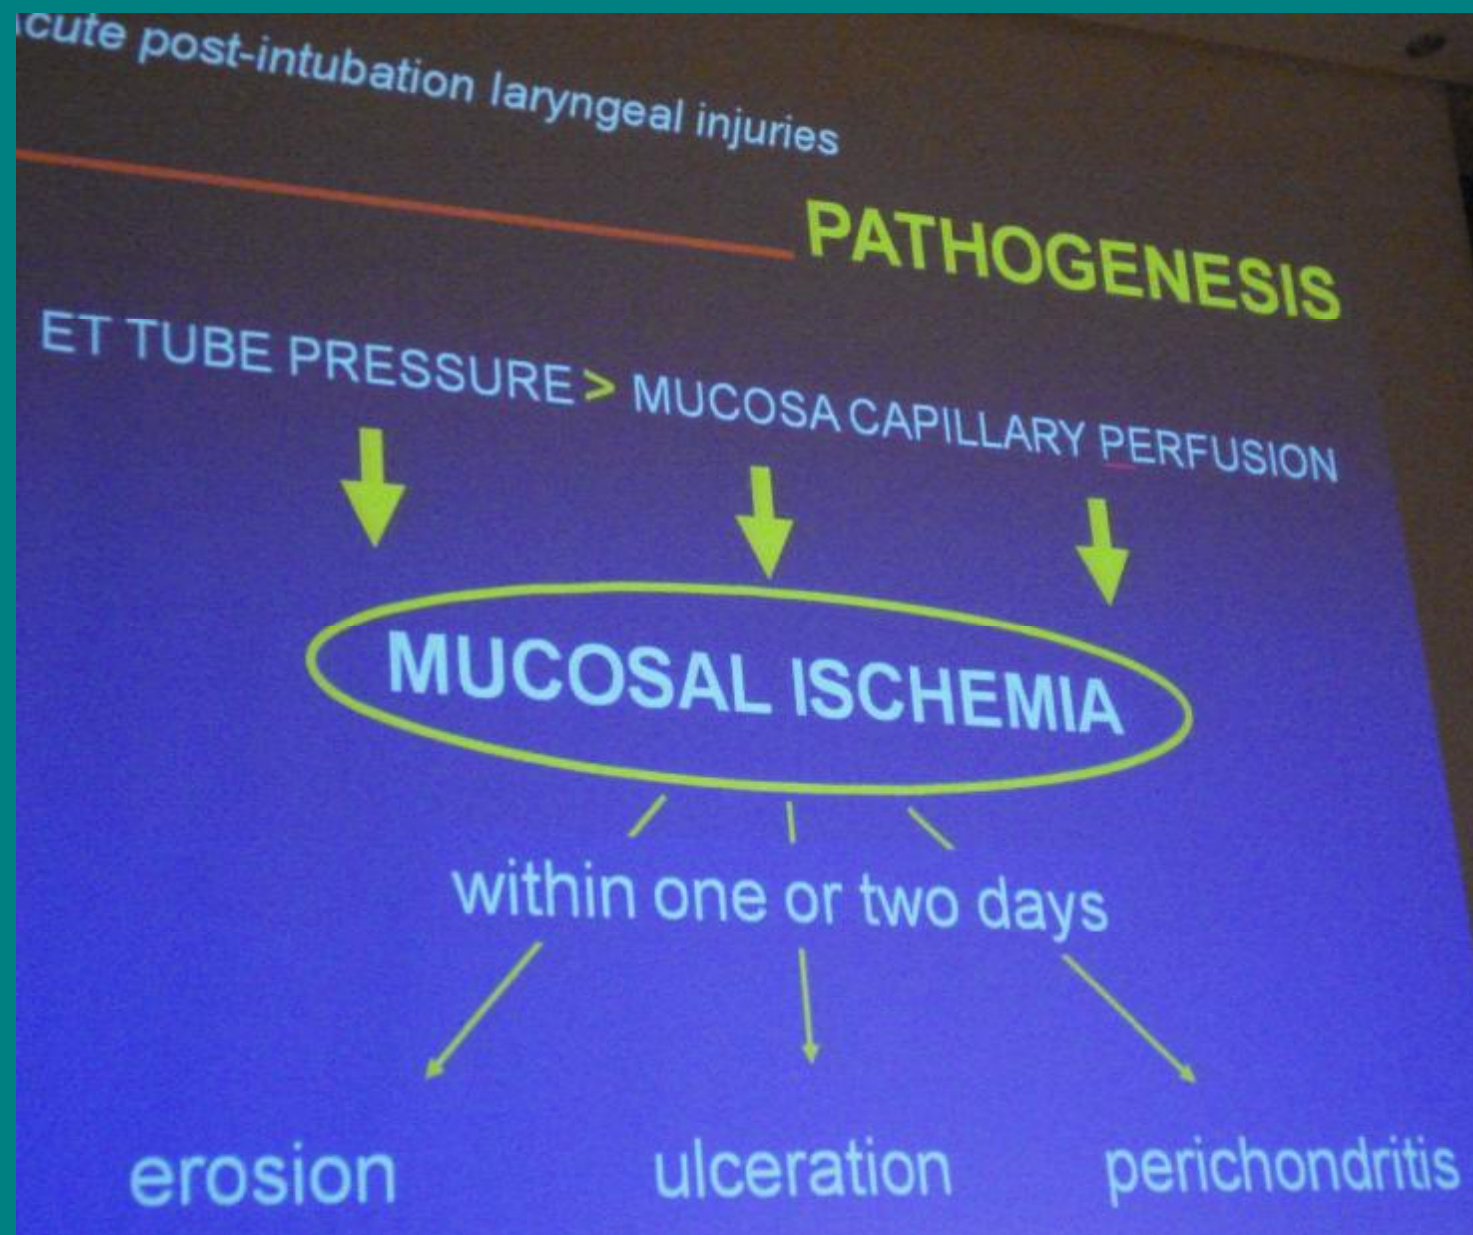 post-intubation laryngeal injuries
PATHOGENESIS
ET TUBE PRESSURE > MUCOSA CAPILLARY PERFUSION
MUCOSAL ISCHEMIA
within one or two days
erosion ulceration perichondritis